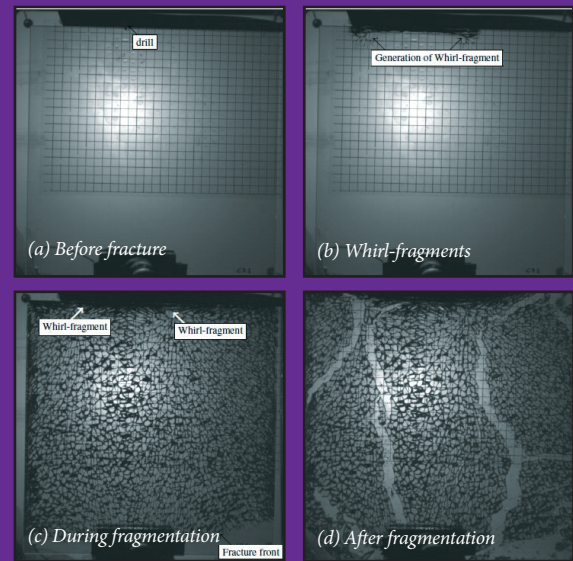 drill
(a) Before fracture
Generation of Whirl-fragment
(b) Whirl-fragments
Whirl-fragment
Whirl-fragment
(c) During fragmentation
Fracture front
(d) After fragmentation